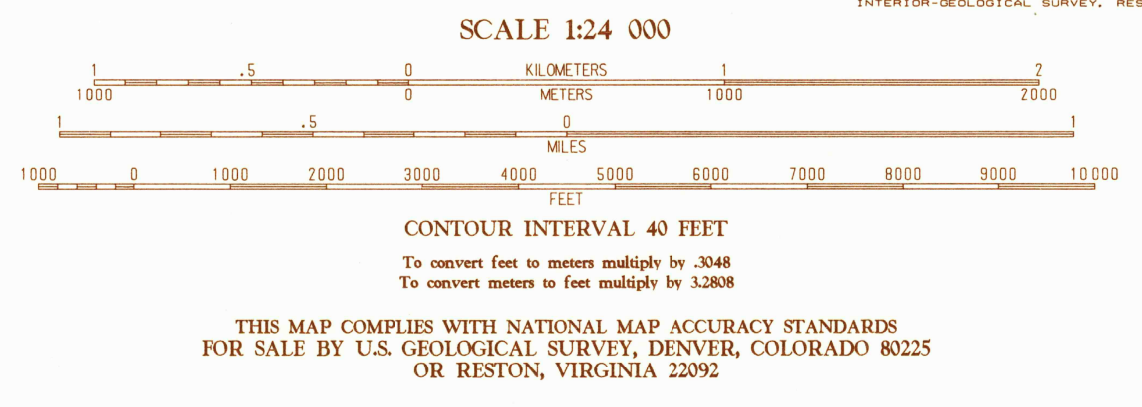 INTERIOR-GEOLOGICAL SURVEY, RES
SCALE 1:24 000
1 .5 0 KILOMETERS 1 2
1000 0 METERS 1000 2000
1 .5 0 1
MILES
1000 0 1000 2000 3000 4000 5000 6000 7000 8000 9000 10 000
FEET
CONTOUR INTERVAL 40 FEET
To convert feet to meters multiply by .3048
To convert meters to feet multiply by 3.2808
THIS MAP COMPLIES WITH NATIONAL MAP ACCURACY STANDARDS
FOR SALE BY U.S. GEOLOGICAL SURVEY, DENVER, COLORADO 80225
OR RESTON, VIRGINIA 22092